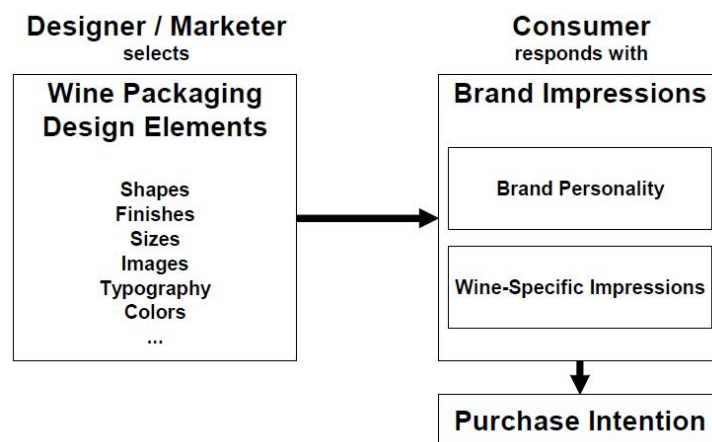 Designer / Marketer
selects
Wine Packaging
Design Elements
Shapes
Finishes
Sizes
Images
Typography
Colors
...
Consumer
responds with
Brand Impressions
Brand Personality
Wine-Specific Impressions
Purchase Intention